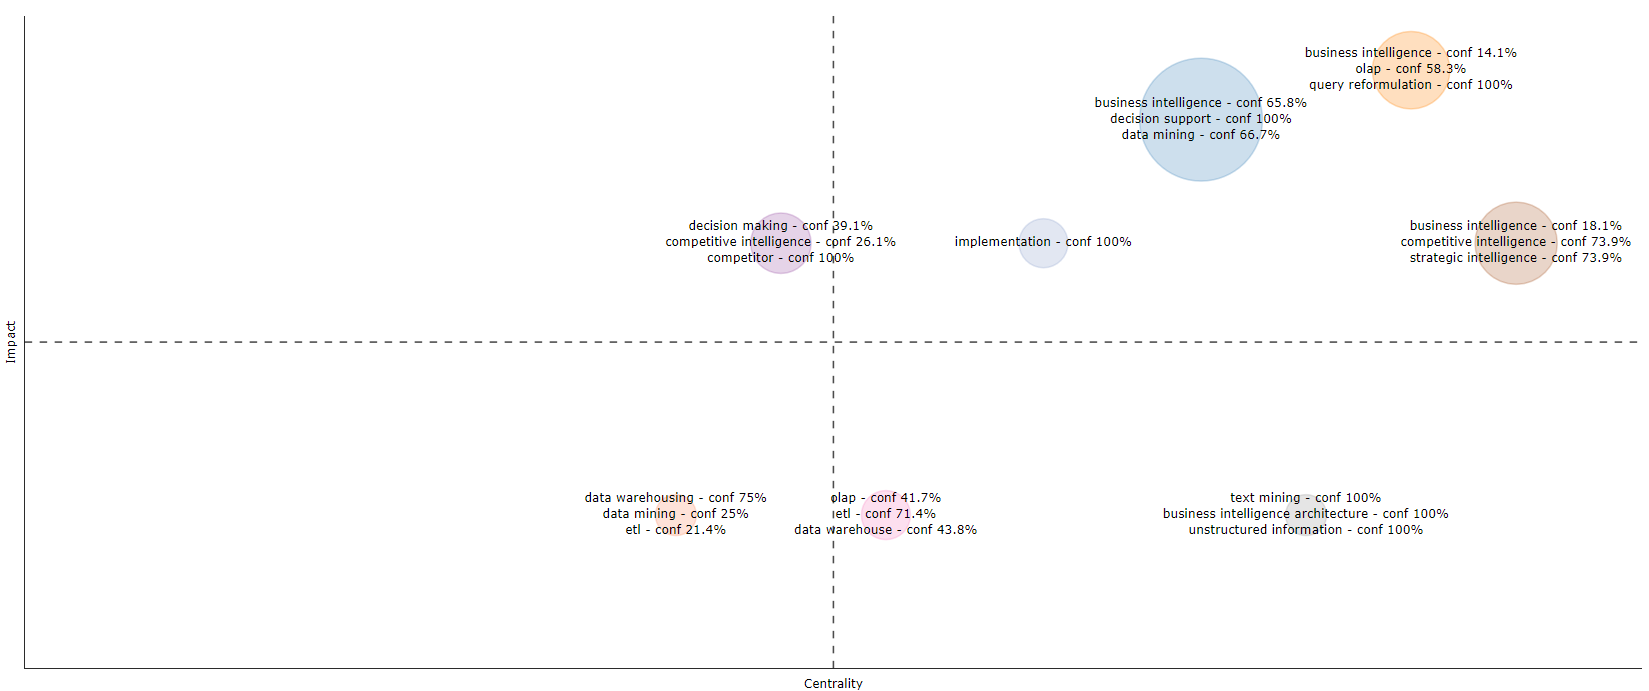 business intelligence - conf 14.1%
olap - conf 58.3%
query reformulation - conf 100%
business intelligence - conf 65.8%
decision support - conf 100%
data mining - conf 66.7%
decision making - conf 39.1%
competitive intelligence - conf 26.1%
competitor - conf 100%
implementation - conf 100%
business intelligence - conf 18.1%
competitive intelligence - conf 73.9%
strategic intelligence - conf 73.9%
Impact
data warehousing - conf 75%
data mining - conf 25%
etl - conf 21.4%
olap - conf 41.7%
etl - conf 71.4%
data warehouse - conf 43.8%
text mining - conf 100%
business intelligence architecture - conf 100%
unstructured information - conf 100%
Centrality